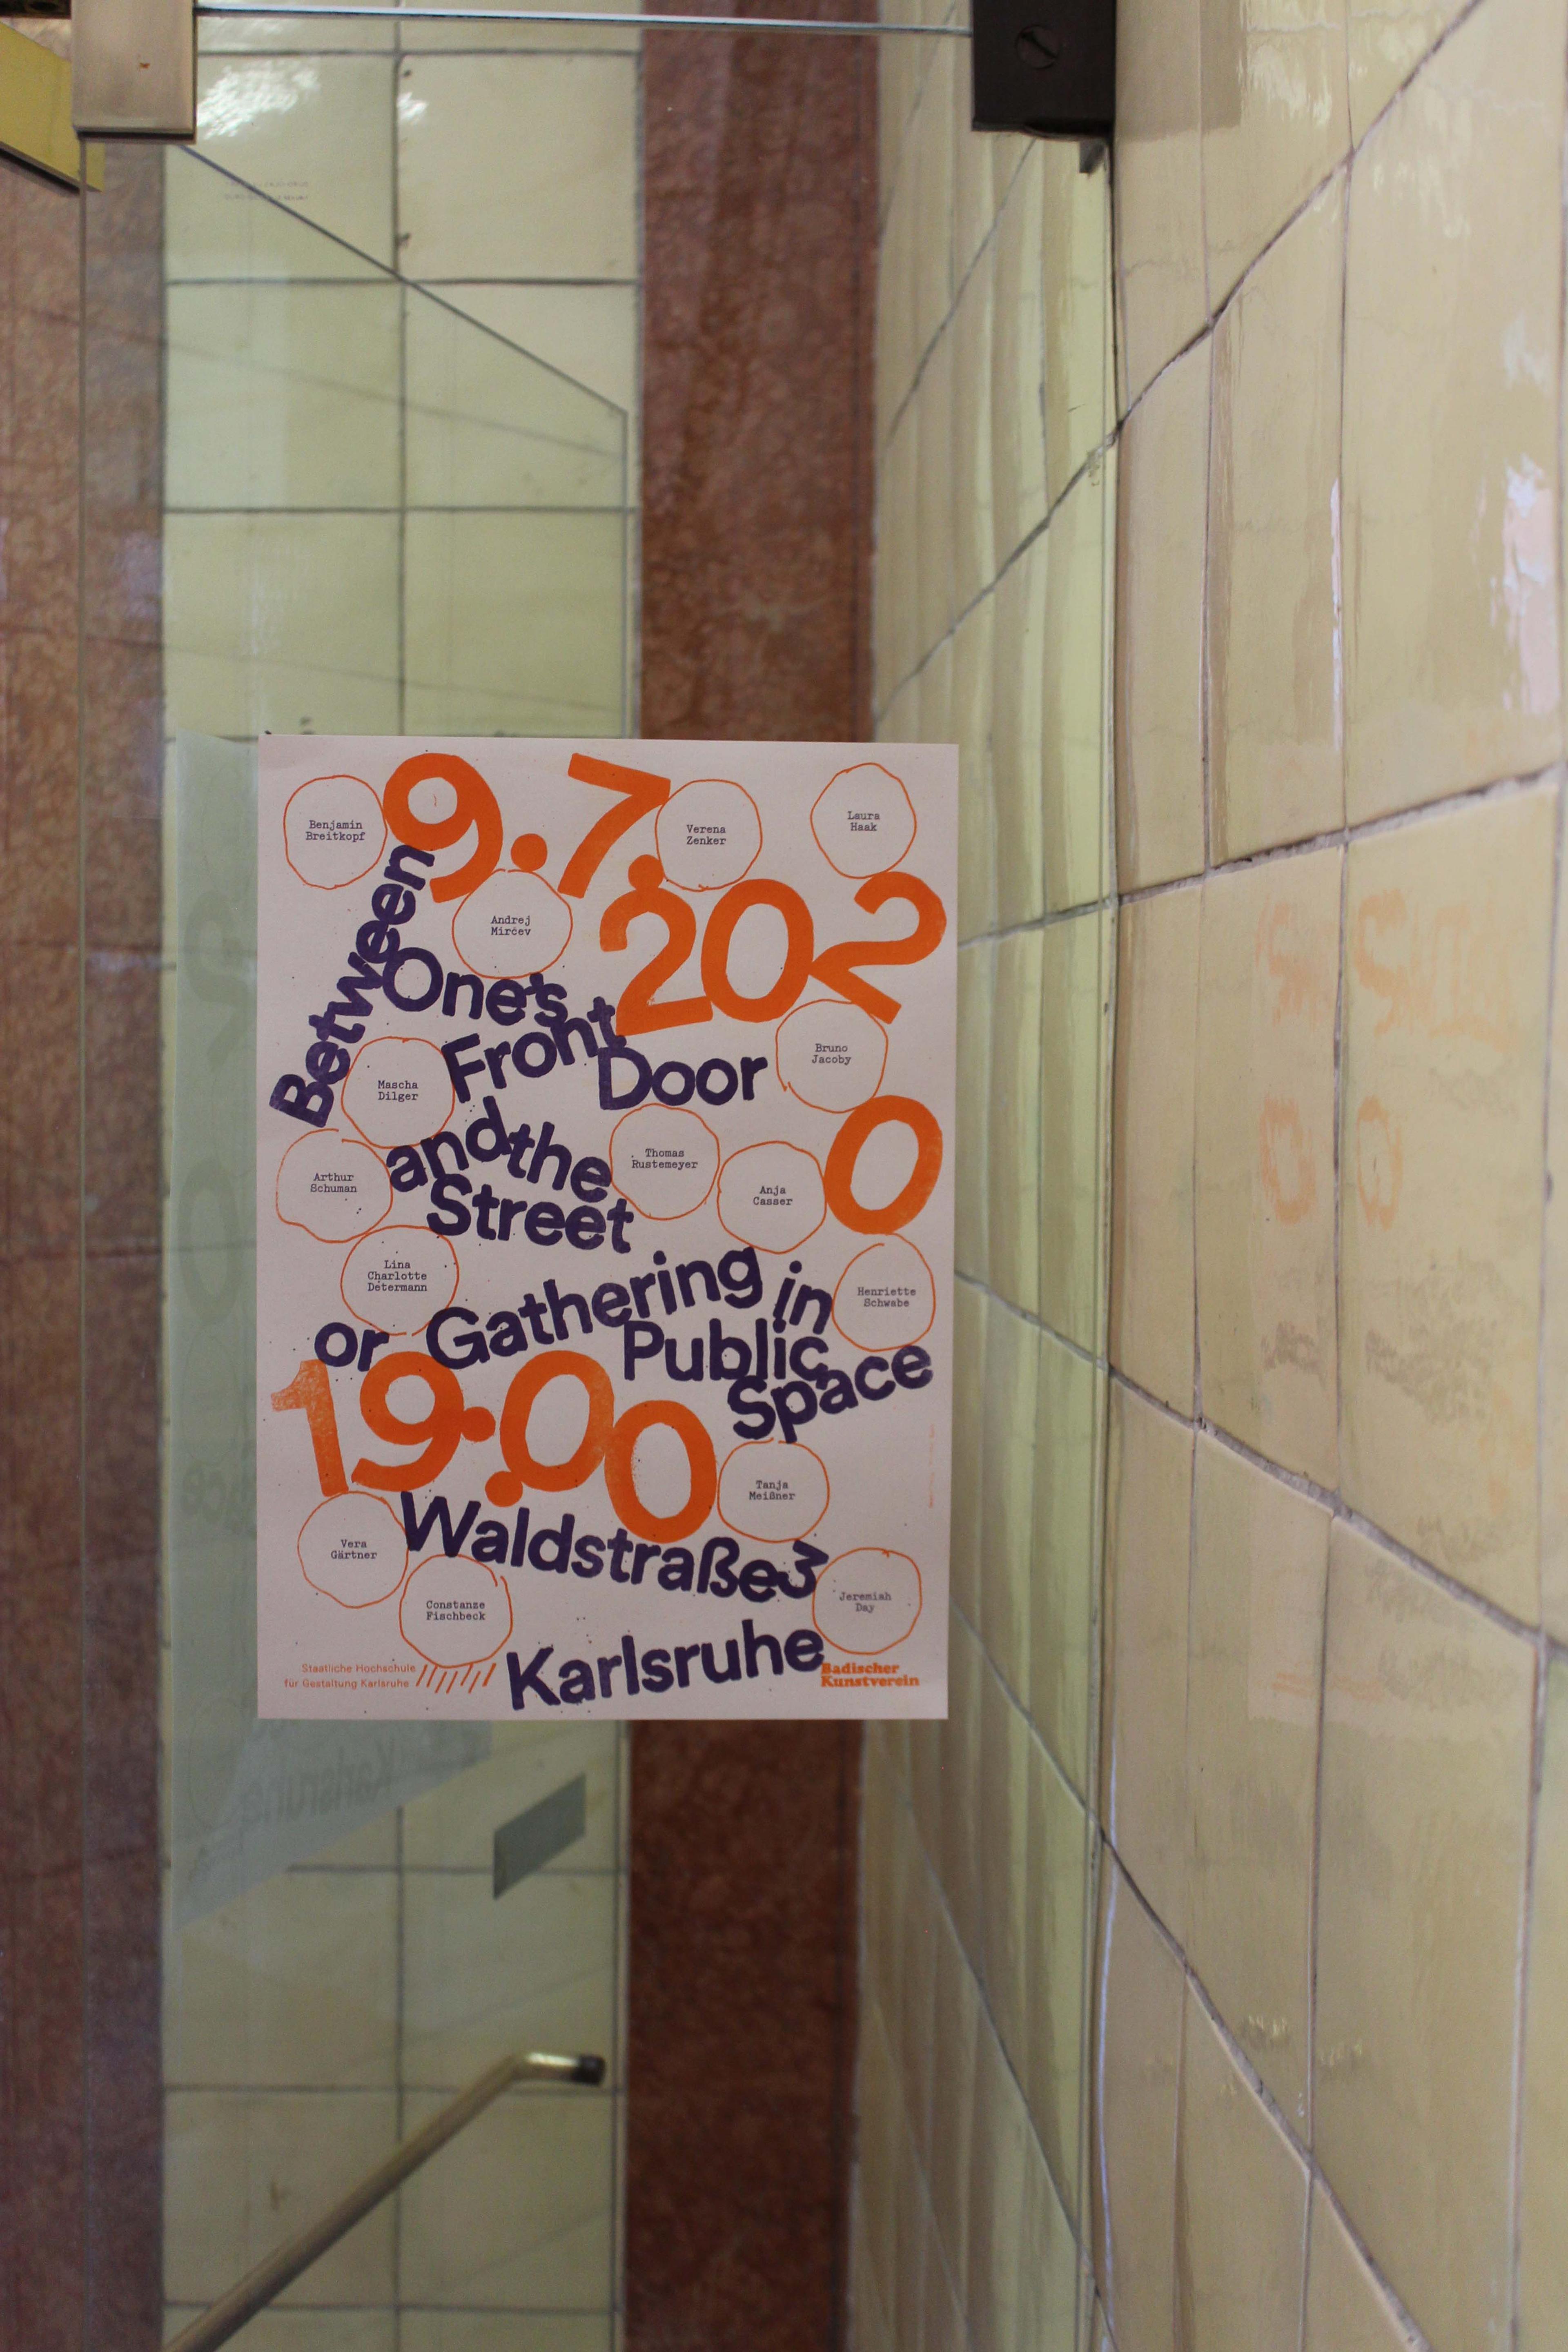 9.7.
2020
Benjamin
Breitkopf
Verena
Zenker
Laura
Haak
Andrej
Mirčev
Between
One's
Front
Door
Bruno
Jacoby
Mascha
Dilger
and the
Street
Thomas
Rustemeyer
Arthur
Schuman
Anja
Casser
Lina
Charlotte
Determann
Henriette
Schwabe
or Gathering in
Public
Space
19.00
Tanja
Meißner
Waldstraße 3
Vera
Gärtner
Constanze
Fischbeck
Jeremiah
Day
Karlsruhe
Staatliche Hochschule
für Gestaltung Karlsruhe
Badischer
Kunstverein